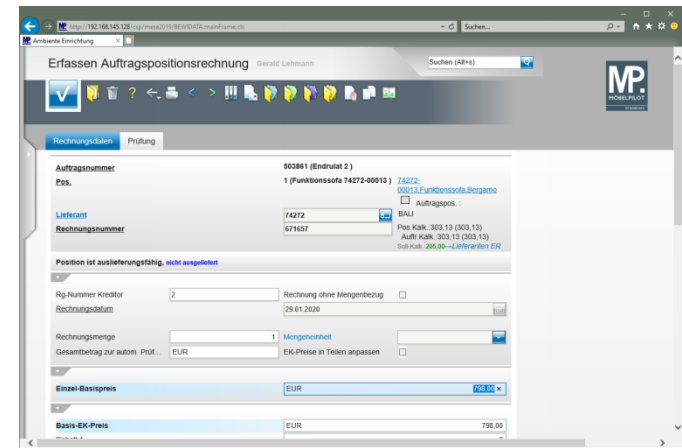 http://192.168.145.128/csp/mesa2019/BEWIDATA.mainFrame.cls
Suchen...
Ambiente Einrichtung
Erfassen Auftragspositionsrechnung Gerald Lehmann
Suchen (Alt+s)
MP
MÖBELPILOT
Rechnungsdaten Prüfung
Auftragsnummer 503861 (Endrulat 2 )
Pos. 1 (Funktionssofa 74272-00013 ) 74272-
00013,Funktionssofa,Bergamo
Auftragspos. :
Lieferant 74272 BALI
Rechnungsnummer 671657 Pos.Kalk.:303,13 (303,13)
Auftr.Kalk.:303,13 (303,13)
Soll-Kalk.:205,00-->Lieferanten ER
Position ist auslieferungsfähig, nicht ausgeliefert
Rg-Nummer Kreditor 2 Rechnung ohne Mengenbezug
Rechnungsdatum 29.01.2020
Rechnungsmenge 1 Mengeneinheit
Gesamtbetrag zur autom. Prüf... EUR EK-Preise in Teilen anpassen
Einzel-Basispreis EUR 798,00
Basis-EK-Preis EUR 798,00